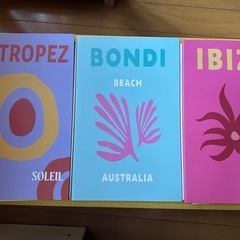 TROPEZ
SOLEIL
BONDI
BEACH
AUSTRALIA
IBIZ